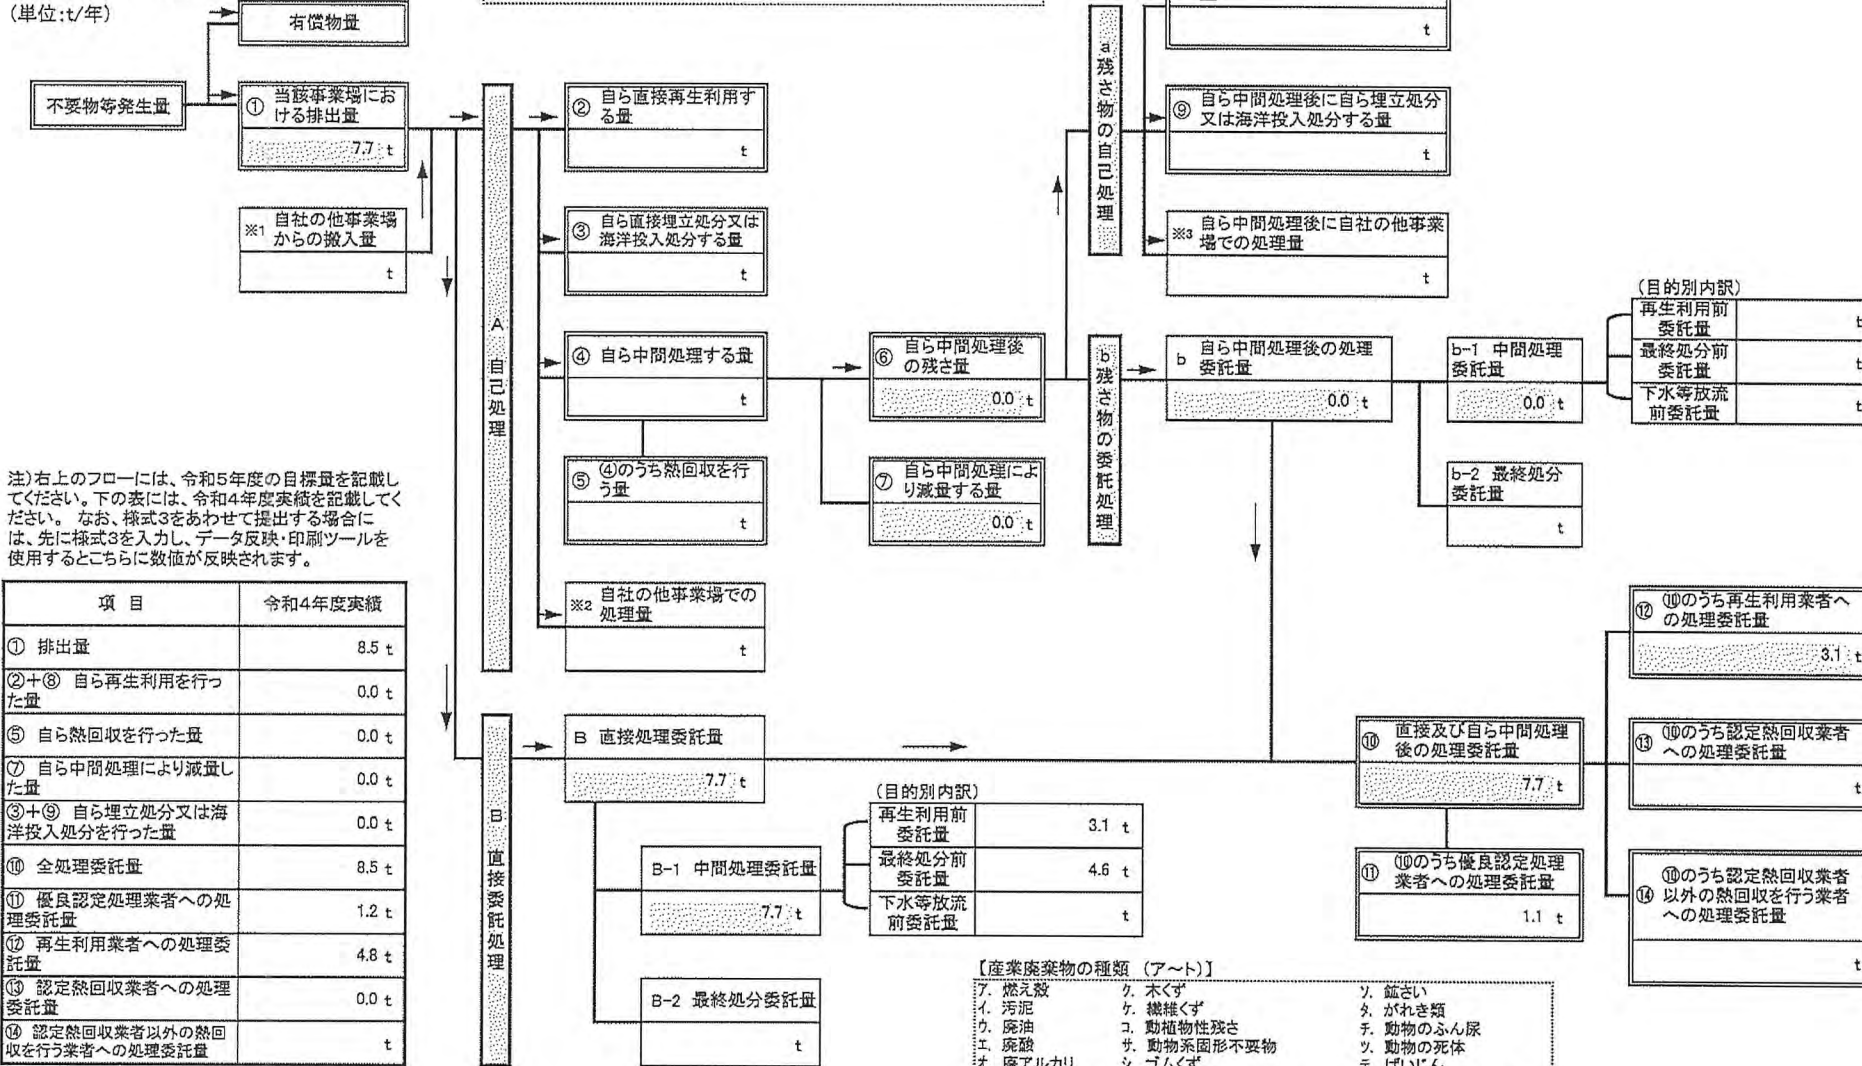 (単位:t/年)
有償物量
不要物等発生量
① 当該事業場にお
ける排出量
7.7 t
※1 自社の他事業場
からの搬入量
t
A 自己処理
② 自ら直接再生利用す
る量
t
③ 自ら直接埋立処分又は
海洋投入処分する量
t
④ 自ら中間処理する量
t
⑤ ④のうち熱回収を行
う量
t
※2 自社の他事業場での
処理量
t
⑥ 自ら中間処理後
の残さ量
0.0 t
⑦ 自ら中間処理によ
り減量する量
0.0 t
a 残さ物の自己処理
t
⑨ 自ら中間処理後に自ら埋立処分
又は海洋投入処分する量
t
※3 自ら中間処理後に自社の他事業
場での処理量
t
b 残さ物の委託処理
b 自ら中間処理後の処理
委託量
0.0 t
b-1 中間処理
委託量
0.0 t
(目的別内訳)
再生利用前
委託量
t
最終処分前
委託量
t
下水等放流
前委託量
t
b-2 最終処分
委託量
t
注)右上のフローには、令和5年度の目標量を記載し
てください。下の表には、令和4年度実績を記載してく
ださい。 なお、様式3をあわせて提出する場合に
は、先に様式3を入力し、データ反映・印刷ツールを
使用するとこちらに数値が反映されます。
項 目 令和4年度実績
① 排出量 8.5 t
②+⑧ 自ら再生利用を行っ
た量 0.0 t
⑤ 自ら熱回収を行った量 0.0 t
⑦ 自ら中間処理により減量し
た量 0.0 t
③+⑨ 自ら埋立処分又は海
洋投入処分を行った量 0.0 t
⑩ 全処理委託量 8.5 t
⑪ 優良認定処理業者への処
理委託量 1.2 t
⑫ 再生利用業者への処理委
託量 4.8 t
⑬ 認定熱回収業者への処理
委託量 0.0 t
⑭ 認定熱回収業者以外の熱回
収を行う業者への処理委託量 t
B 直接委託処理
B 直接処理委託量
7.7 t
B-1 中間処理委託量
7.7 t
(目的別内訳)
再生利用前
委託量
3.1 t
最終処分前
委託量
4.6 t
下水等放流
前委託量
t
B-2 最終処分委託量
t
⑩ 直接及び自ら中間処理
後の処理委託量
7.7 t
⑪ ⑩のうち優良認定処理
業者への処理委託量
1.1 t
⑫ ⑩のうち再生利用業者へ
の処理委託量
3.1 t
⑬ ⑩のうち認定熱回収業者
への処理委託量
t
⑭ ⑩のうち認定熱回収業者
以外の熱回収を行う業者
への処理委託量
t
【産業廃棄物の種類 (ア～ト)】
ア. 燃え殻 ク. 木くず ソ. 鉱さい
イ. 汚泥 ケ. 繊維くず タ. がれき類
ウ. 廃油 コ. 動植物性残さ チ. 動物のふん尿
エ. 廃酸 サ. 動物系固形不要物 ツ. 動物の死体
オ. 廃アルカリ シ. ゴムくず テ. ばいじん